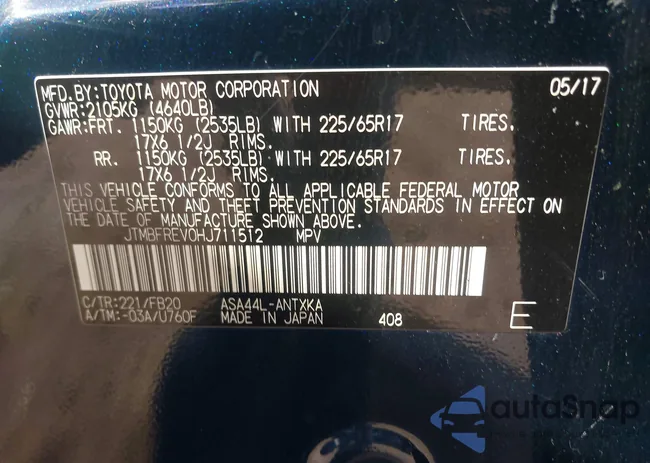 MFD.BY:TOYOTA MOTOR CORPORATION 05/17
GVWR:2105KG (4640LB)
GAWR:FRT. 1150KG (2535LB) WITH 225/65R17 TIRES.
17X6 1/2J RIMS.
RR. 1150KG (2535LB) WITH 225/65R17 TIRES.
17X6 1/2J RIMS.
THIS VEHICLE CONFORMS TO ALL APPLICABLE FEDERAL MOTOR
VEHICLE SAFETY AND THEFT PREVENTION STANDARDS IN EFFECT ON
THE DATE OF MANUFACTURE SHOWN ABOVE.
JTMBFREV0HJ711512 MPV
C/TR:221/FB20 ASA44L-ANTXKA
A/TM:-03A/U760F MADE IN JAPAN 408 E
autoSnap